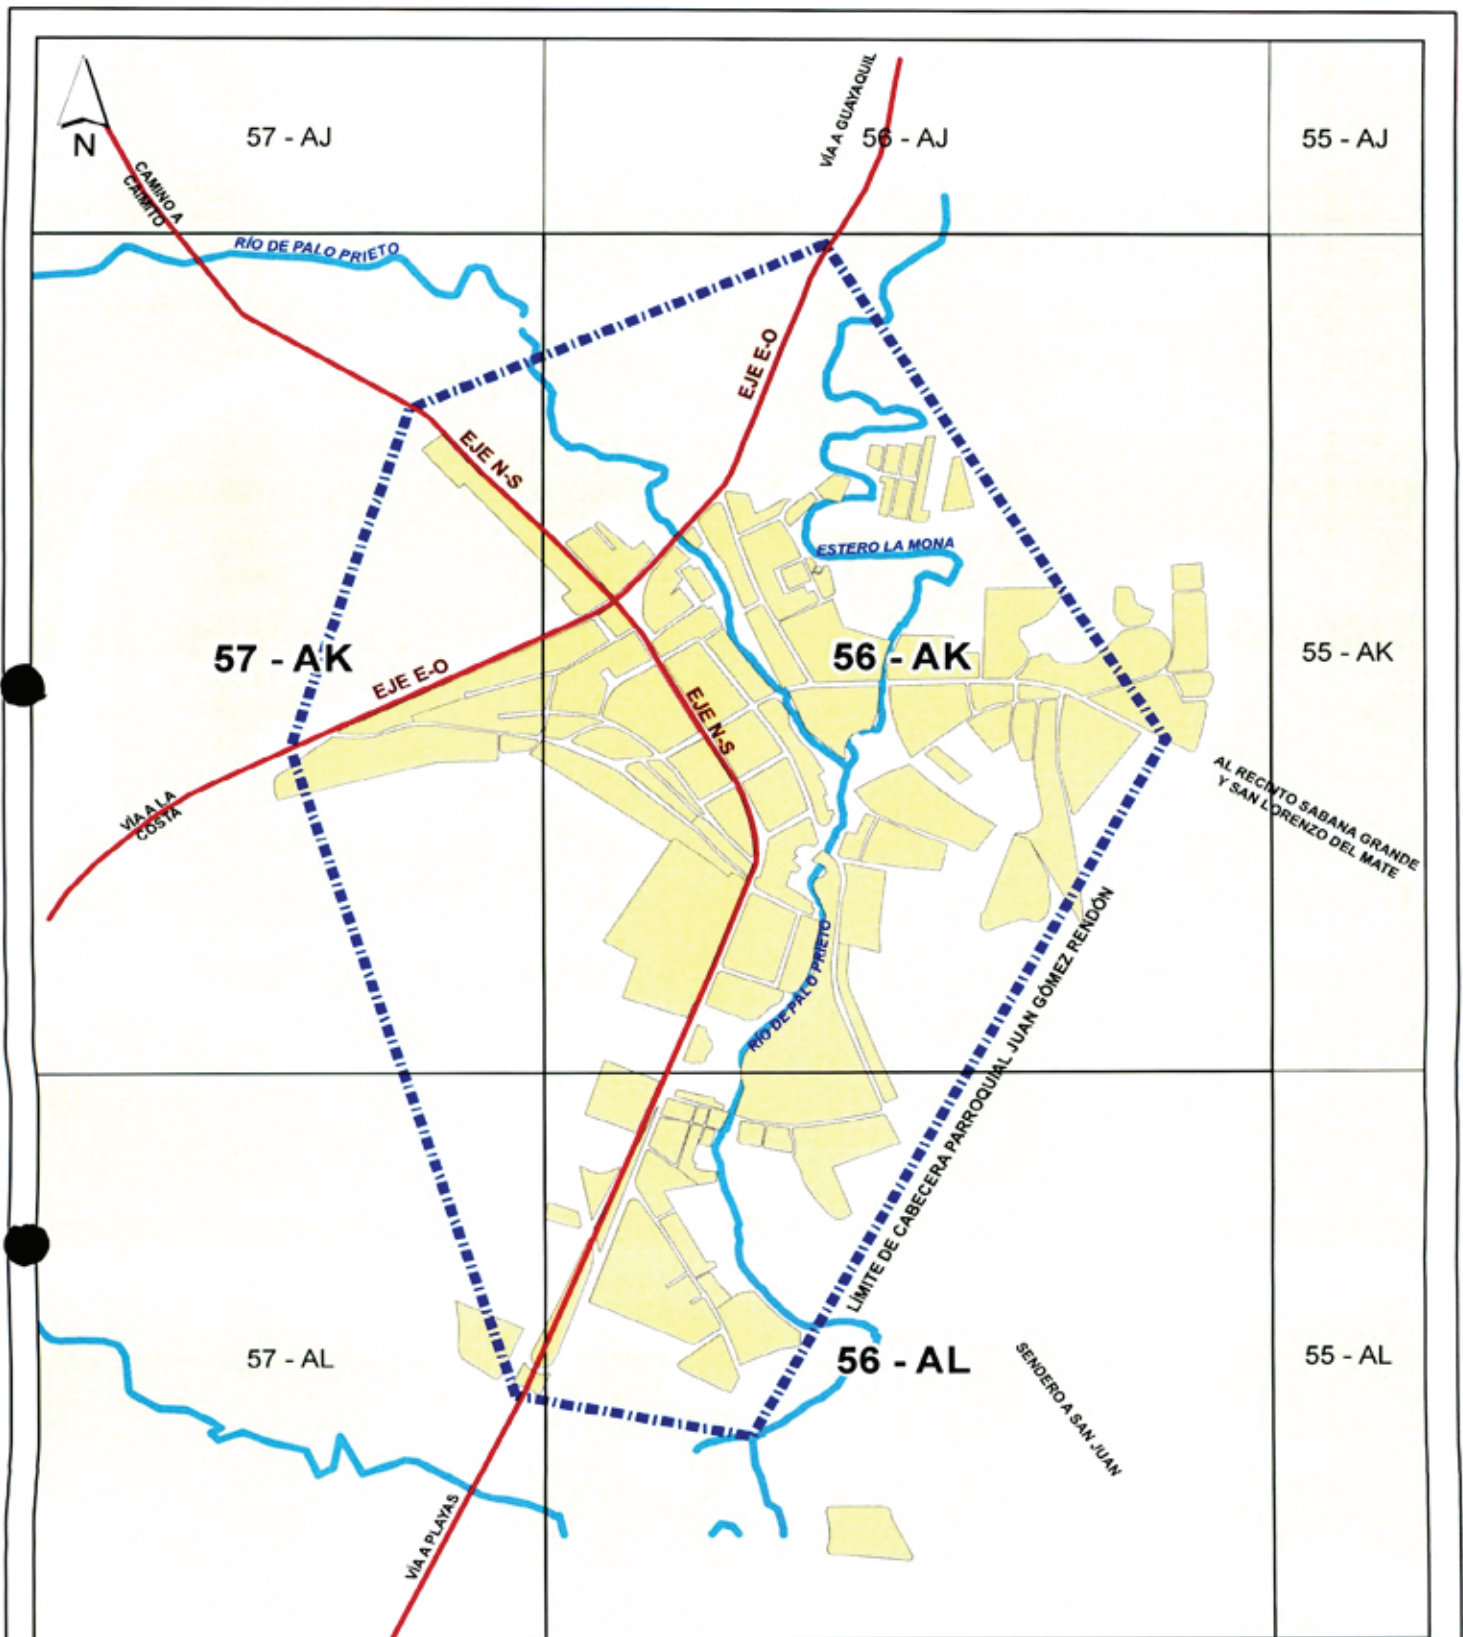 VÍA A GUAYAQUIL
57 - AJ
56 - AJ
55 - AJ
N
CAMINO A
CAIMITO
RÍO DE PALO PRIETO
EJE E-O
EJE N-S
ESTERO LA MONA
57 - AK
56 - AK
55 - AK
EJE E-O
EJE N-S
VÍA A LA
COSTA
AL RECINTO SABANA GRANDE
Y SAN LORENZO DEL MATE
RÍO DE PALO PRIETO
LÍMITE DE CABECERA PARROQUIAL JUAN GÓMEZ RENDÓN
57 - AL
56 - AL
55 - AL
SENDERO A SAN JUAN
VÍA A PLAYAS